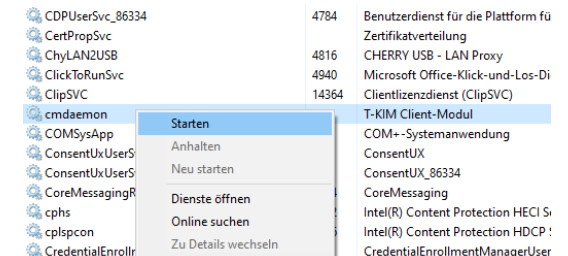 CDPUserSvc_86334 4784 Benutzerdienst für die Plattform fü
CertPropSvc Zertifikatverteilung
ChyLAN2USB 4816 CHERRY USB - LAN Proxy
ClickToRunSvc 4940 Microsoft Office-Klick-und-Los-Di
ClipSVC 14364 Clientlizenzdienst (ClipSVC)
cmdaemon T-KIM Client-Modul
COMSysApp COM+-Systemanwendung
ConsentUxUserS ConsentUX
ConsentUxUserS ConsentUX_86334
CoreMessagingR CoreMessaging
cphs Intel(R) Content Protection HECI Se
cplspcon Intel(R) Content Protection HDCP S
CredentialEnrollr CredentialEnrollmentManagerUser
Starten
Anhalten
Neu starten
Dienste öffnen
Online suchen
Zu Details wechseln